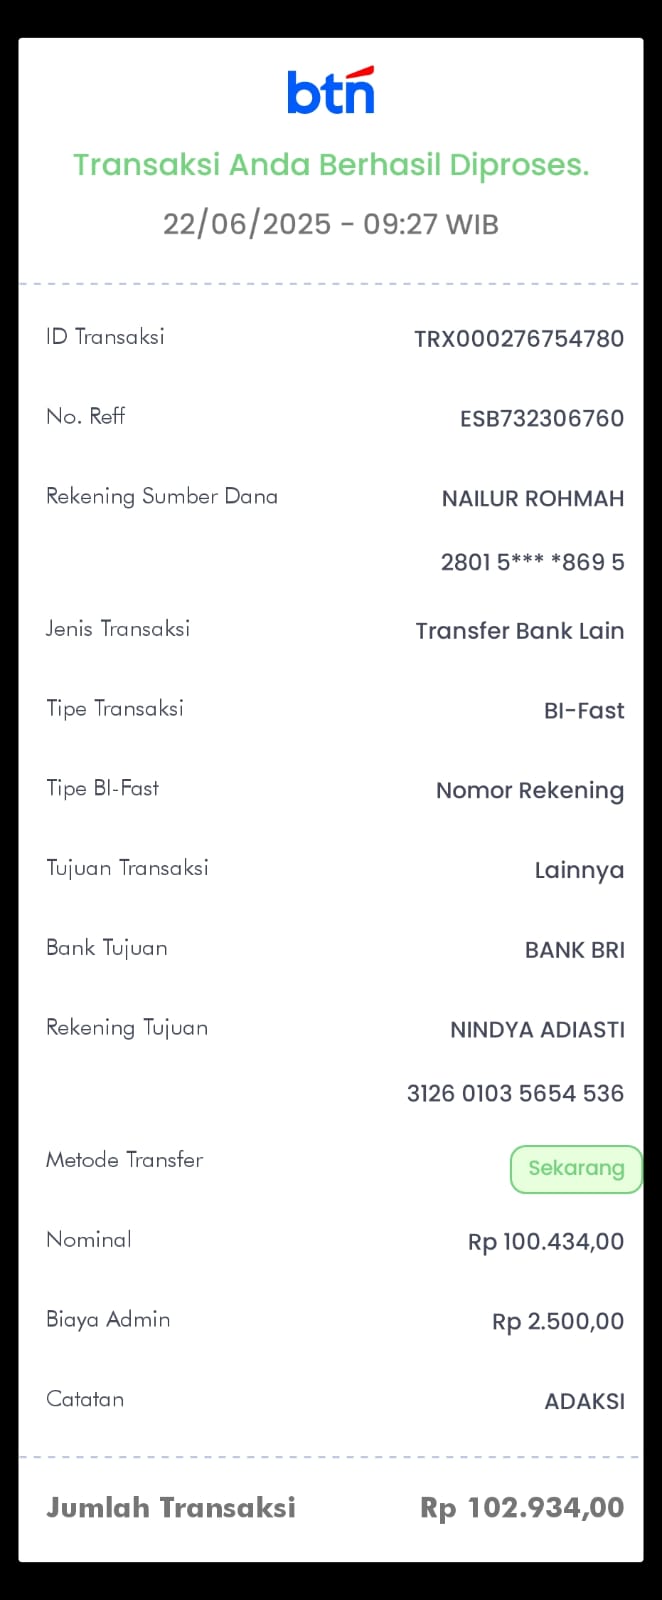 btn
Transaksi Anda Berhasil Diproses.
22/06/2025 - 09:27 WIB
ID Transaksi TRX000276754780
No. Reff ESB732306760
Rekening Sumber Dana NAILUR ROHMAH
2801 5*** *869 5
Jenis Transaksi Transfer Bank Lain
Tipe Transaksi BI-Fast
Tipe BI-Fast Nomor Rekening
Tujuan Transaksi Lainnya
Bank Tujuan BANK BRI
Rekening Tujuan NINDYA ADIASTI
3126 0103 5654 536
Metode Transfer Sekarang
Nominal Rp 100.434,00
Biaya Admin Rp 2.500,00
Catatan ADAKSI
Jumlah Transaksi Rp 102.934,00